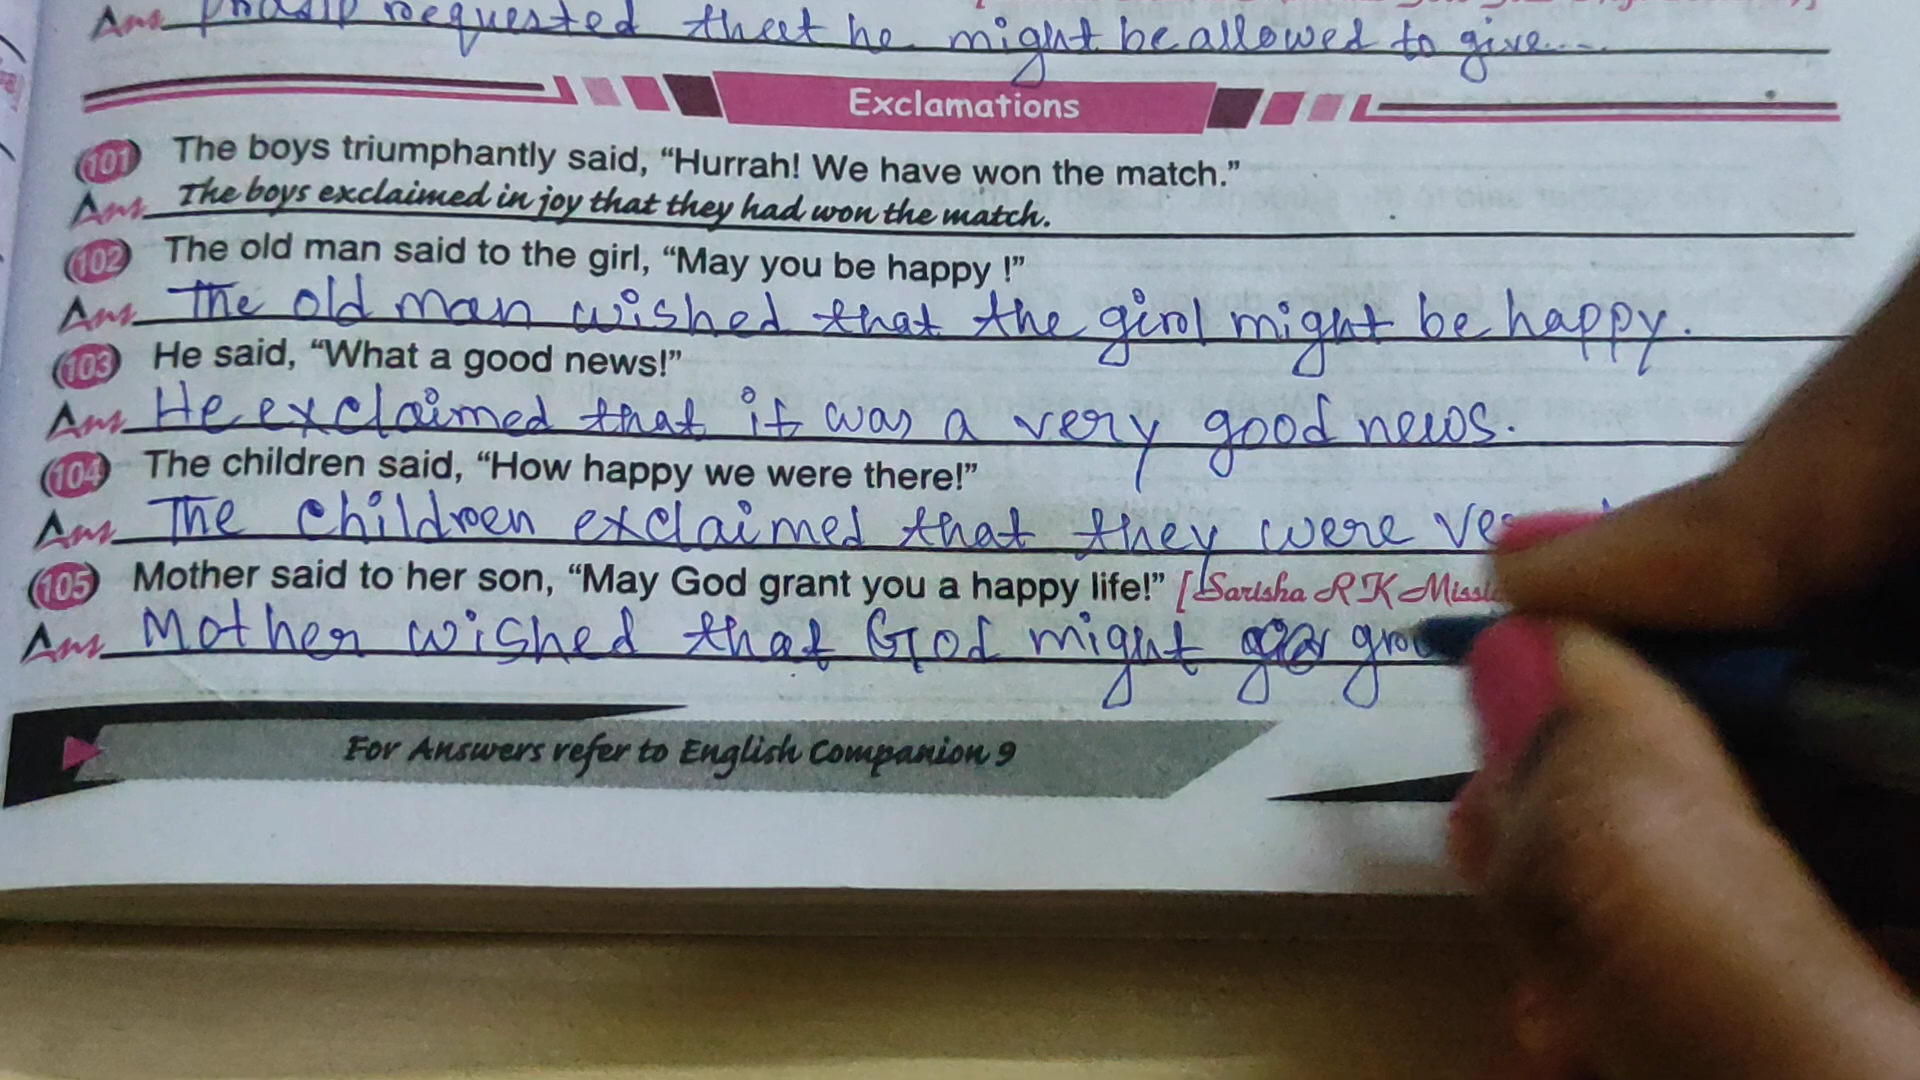 Ans requested that he might be allowed to give....
Exclamations
101 The boys triumphantly said, “Hurrah! We have won the match.”
Ans The boys exclaimed in joy that they had won the match.
102 The old man said to the girl, “May you be happy !”
Ans The old man wished that the girl might be happy.
103 He said, “What a good news!”
Ans He exclaimed that it was a very good news.
104 The children said, “How happy we were there!”
Ans The children exclaimed that they were
105 Mother said to her son, “May God grant you a happy life!” [Sarisha R K
Ans Mother wished that God might
For Answers refer to English Companion 9